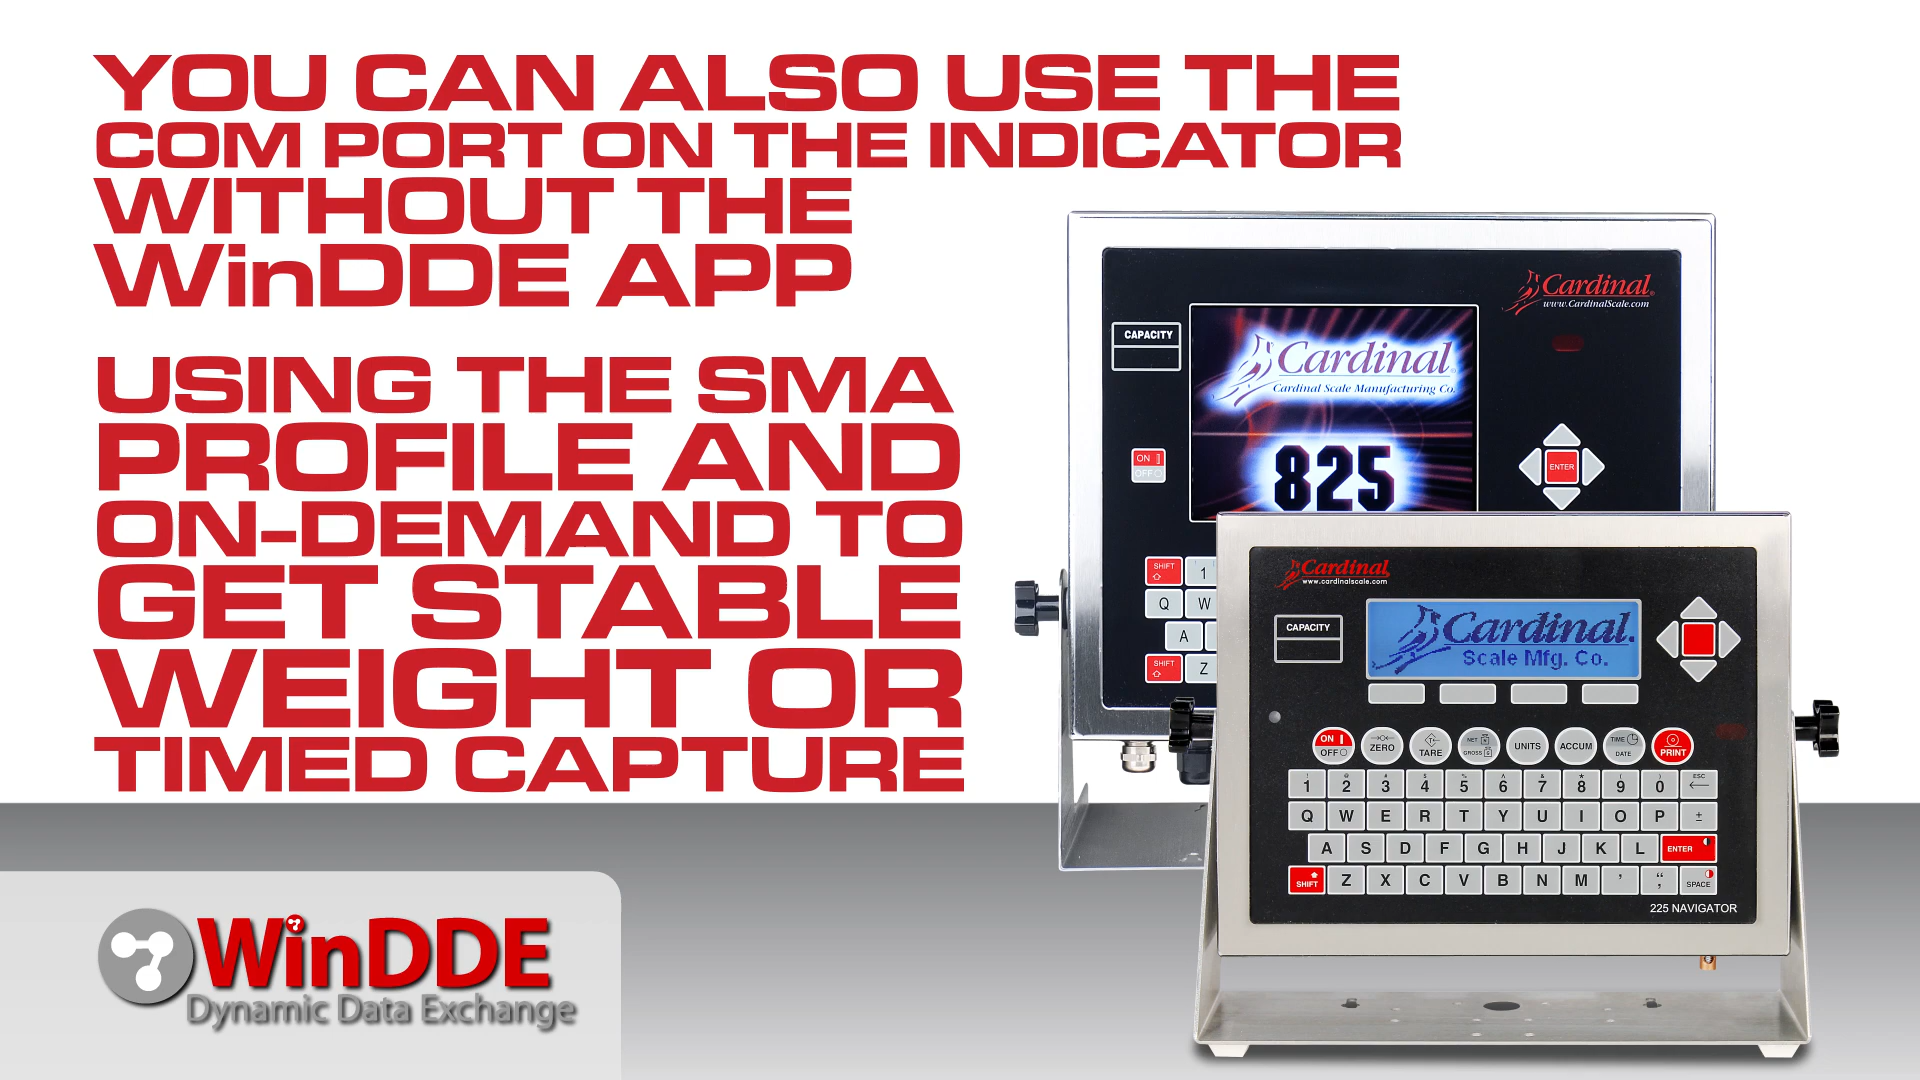 YOU CAN ALSO USE THE
COM PORT ON THE INDICATOR
WITHOUT THE
WinDDE APP
USING THE SMA
PROFILE AND
ON-DEMAND TO
GET STABLE
WEIGHT OR
TIMED CAPTURE
WinDDE
Dynamic Data Exchange
Cardinal
www.CardinalScale.com
CAPACITY
Cardinal
Cardinal Scale Manufacturing Co.
825
ON
OFF
ENTER
SHIFT 1
Q W
A
SHIFT Z
Cardinal
www.cardinalscale.com
CAPACITY
Cardinal.
Scale Mfg. Co.
ON OFF
ZERO
T TARE
NET GROSS
UNITS
ACCUM
TIME DATE
PRINT
! @ # $ % ^ & * ( ) ESC
1 2 3 4 5 6 7 8 9 0
Q W E R T Y U I O P ±
A S D F G H J K L ENTER
SHIFT Z X C V B N M SPACE
225 NAVIGATOR